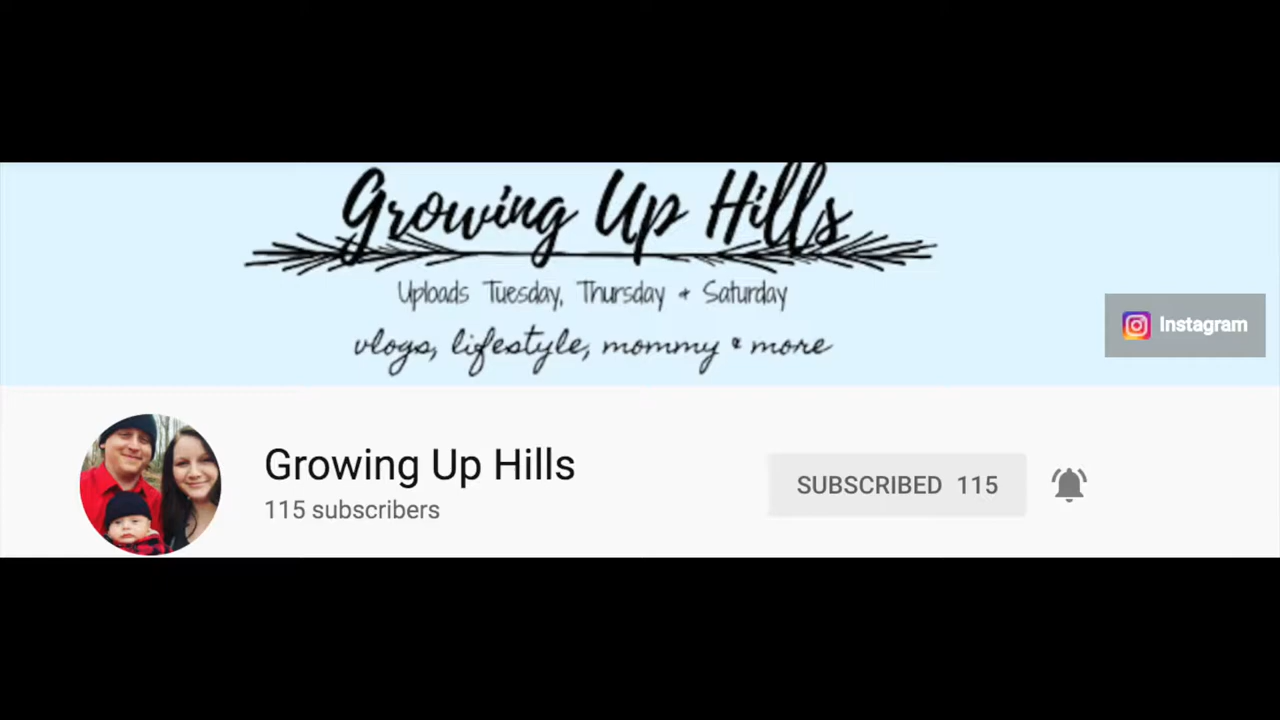 Growing Up Hills
Uploads Tuesday, Thursday + Saturday
vlogs, lifestyle, mommy & more
Instagram
Growing Up Hills
115 subscribers
SUBSCRIBED 115